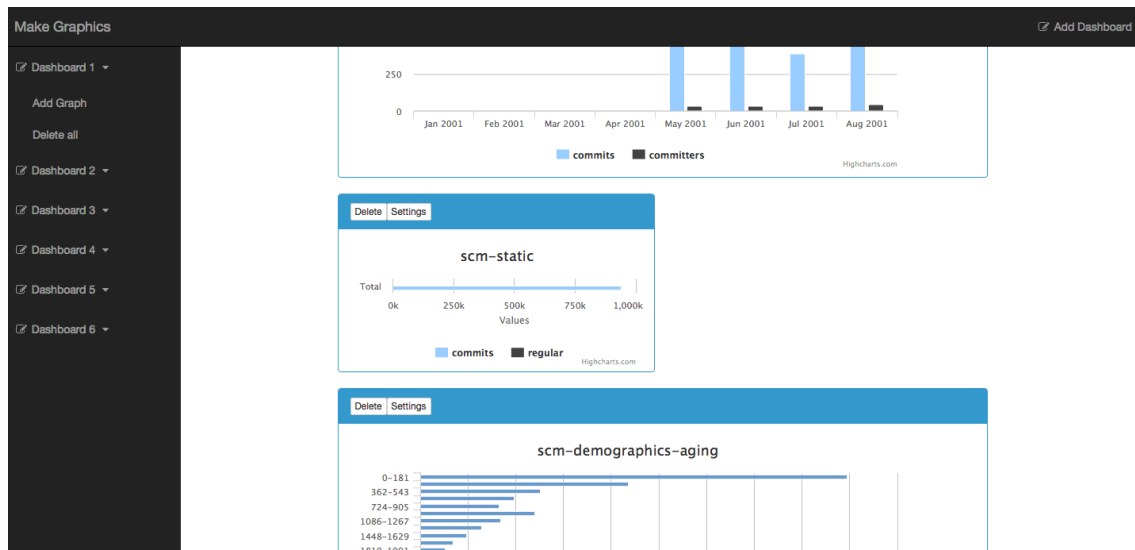 Make Graphics
Add Dashboard
Dashboard 1
Add Graph
Delete all
Dashboard 2
Dashboard 3
Dashboard 4
Dashboard 5
Dashboard 6
250
0
Jan 2001 Feb 2001 Mar 2001 Apr 2001 May 2001 Jun 2001 Jul 2001 Aug 2001
commits committers
Highcharts.com
Delete Settings
scm-static
Total
0k 250k 500k 750k 1,000k
Values
commits regular
Highcharts.com
Delete Settings
scm-demographics-aging
0-181
362-543
724-905
1086-1267
1448-1629
1810-1991